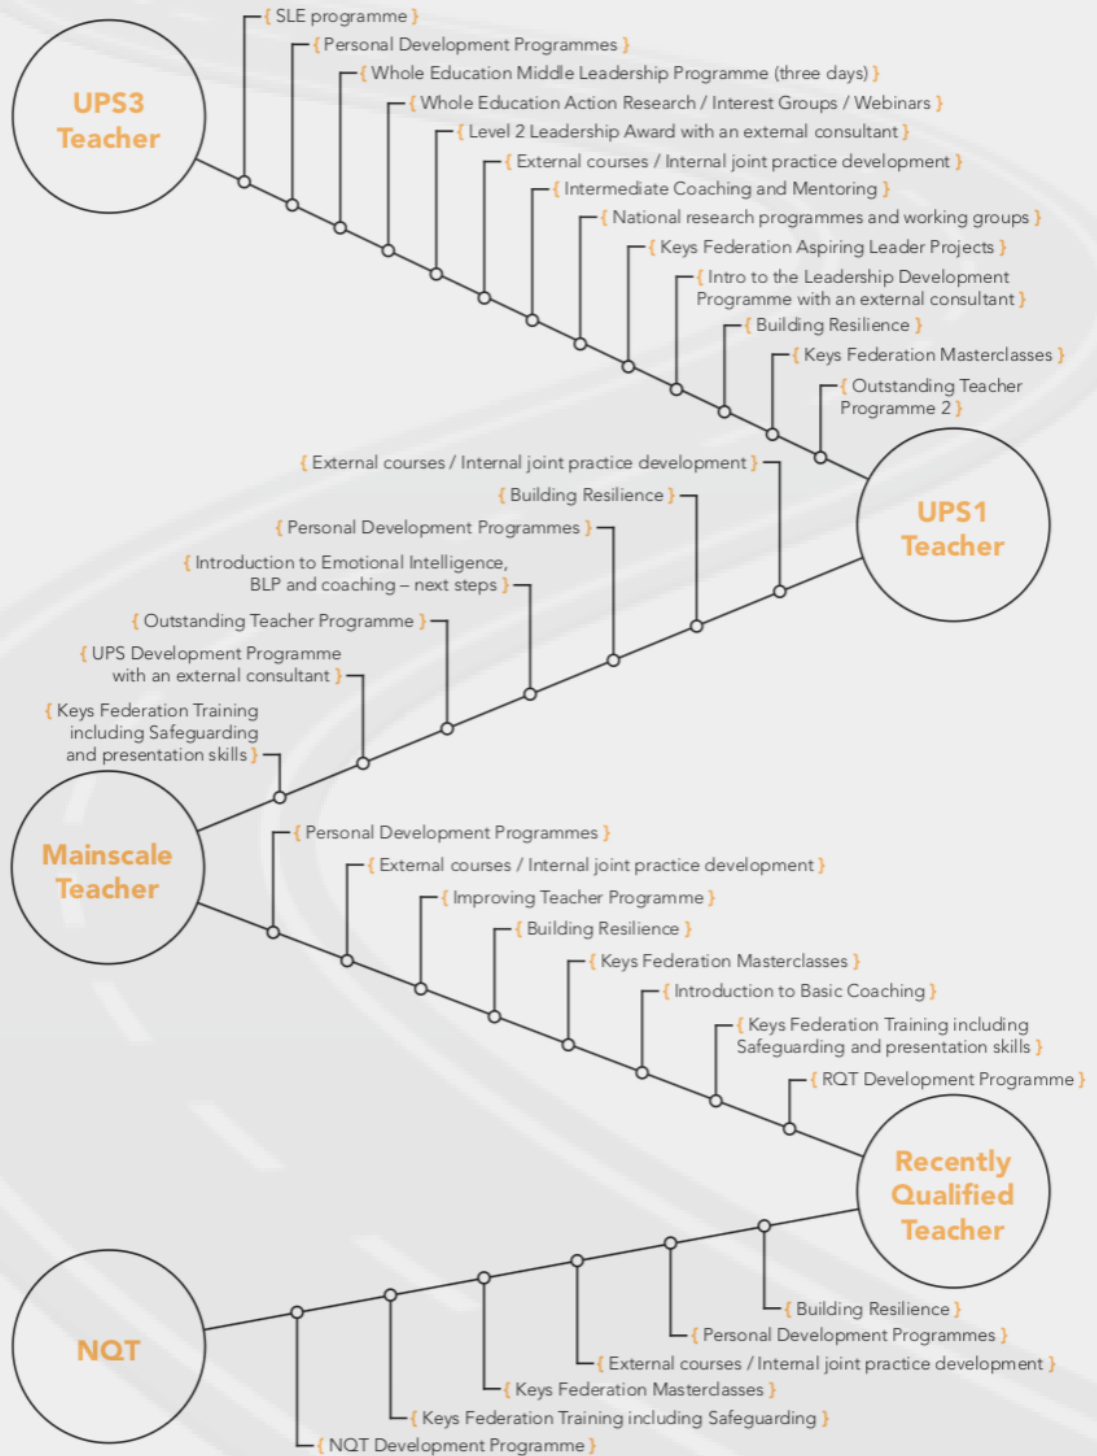 { SLE programme }
{ Personal Development Programmes }
{ Whole Education Middle Leadership Programme (three days) }
UPS3
Teacher
{ Whole Education Action Research / Interest Groups / Webinars }
{ Level 2 Leadership Award with an external consultant }
{ External courses / Internal joint practice development }
{ Intermediate Coaching and Mentoring }
{ National research programmes and working groups }
{ Keys Federation Aspiring Leader Projects }
{ Intro to the Leadership Development
Programme with an external consultant }
{ Building Resilience }
{ Keys Federation Masterclasses }
{ Outstanding Teacher
Programme 2 }
{ External courses / Internal joint practice development }
{ Building Resilience }
UPS1
Teacher
{ Personal Development Programmes }
{ Introduction to Emotional Intelligence,
BLP and coaching – next steps }
{ Outstanding Teacher Programme }
{ UPS Development Programme
with an external consultant }
{ Keys Federation Training
including Safeguarding
and presentation skills }
Mainscale
Teacher
{ Personal Development Programmes }
{ External courses / Internal joint practice development }
{ Improving Teacher Programme }
{ Building Resilience }
{ Keys Federation Masterclasses }
{ Introduction to Basic Coaching }
{ Keys Federation Training including
Safeguarding and presentation skills }
{ RQT Development Programme }
Recently
Qualified
Teacher
{ Building Resilience }
{ Personal Development Programmes }
NQT
{ External courses / Internal joint practice development }
{ Keys Federation Masterclasses }
{ Keys Federation Training including Safeguarding }
{ NQT Development Programme }